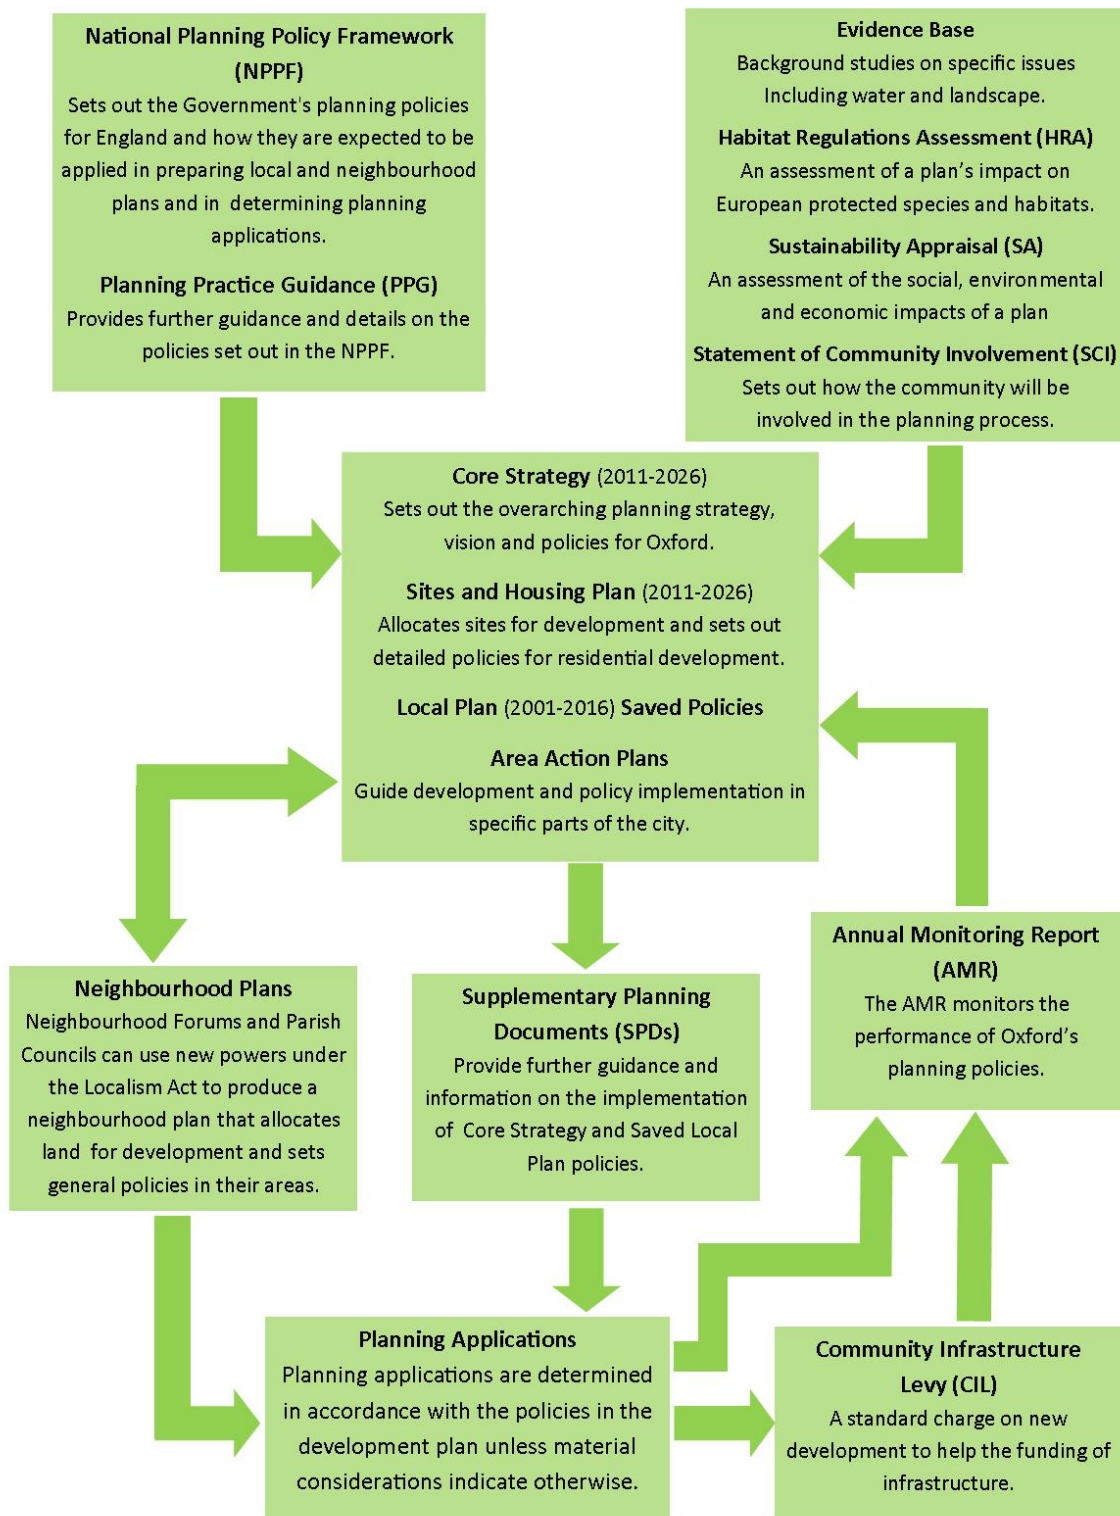 National Planning Policy Framework
(NPPF)
Sets out the Government's planning policies
for England and how they are expected to be
applied in preparing local and neighbourhood
plans and in determining planning
applications.
Planning Practice Guidance (PPG)
Provides further guidance and details on the
policies set out in the NPPF.
Evidence Base
Background studies on specific issues
Including water and landscape.
Habitat Regulations Assessment (HRA)
An assessment of a plan's impact on
European protected species and habitats.
Sustainability Appraisal (SA)
An assessment of the social, environmental
and economic impacts of a plan
Statement of Community Involvement (SCI)
Sets out how the community will be
involved in the planning process.
Core Strategy (2011-2026)
Sets out the overarching planning strategy,
vision and policies for Oxford.
Sites and Housing Plan (2011-2026)
Allocates sites for development and sets out
detailed policies for residential development.
Local Plan (2001-2016) Saved Policies
Area Action Plans
Guide development and policy implementation in
specific parts of the city.
Neighbourhood Plans
Neighbourhood Forums and Parish
Councils can use new powers under
the Localism Act to produce a
neighbourhood plan that allocates
land for development and sets
general policies in their areas.
Supplementary Planning
Documents (SPDs)
Provide further guidance and
information on the implementation
of Core Strategy and Saved Local
Plan policies.
Annual Monitoring Report
(AMR)
The AMR monitors the
performance of Oxford's
planning policies.
Planning Applications
Planning applications are determined
in accordance with the policies in the
development plan unless material
considerations indicate otherwise.
Community Infrastructure
Levy (CIL)
A standard charge on new
development to help the funding of
infrastructure.